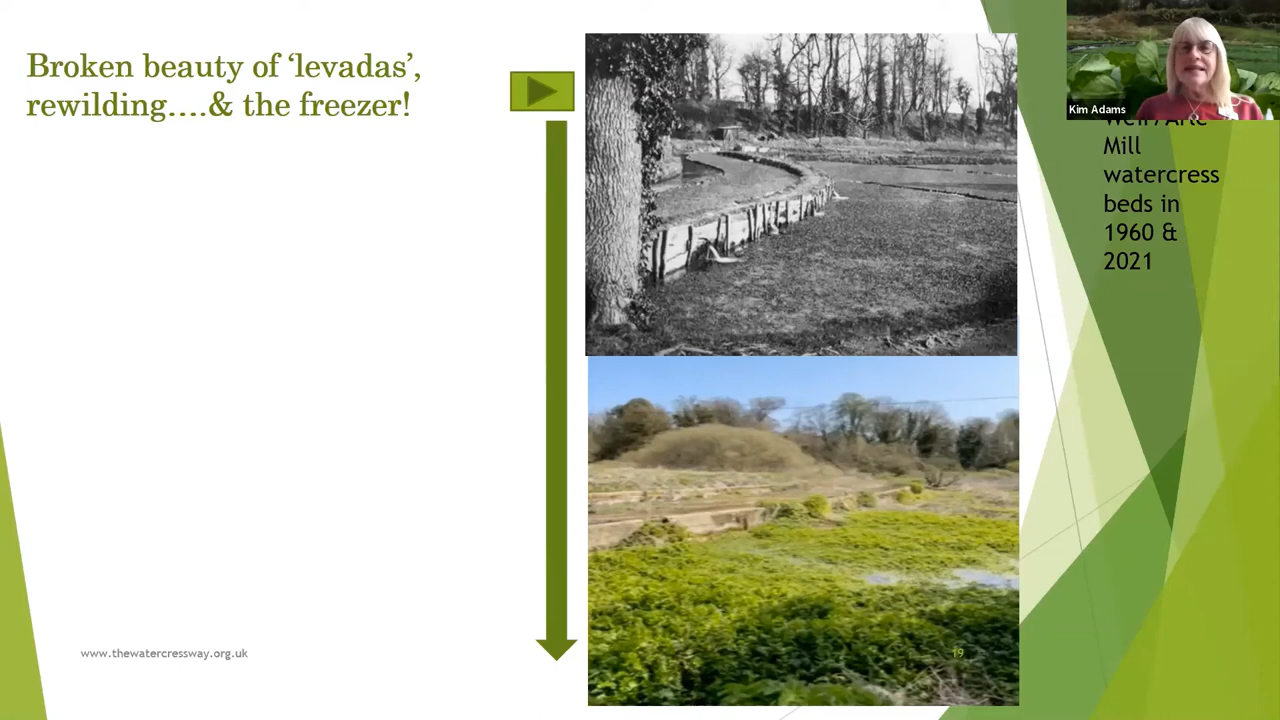 Broken beauty of ‘levadas’,
rewilding....& the freezer!
Kim Adams
Mill
watercress
beds in
1960 &
2021
www.thewatercressway.org.uk
19